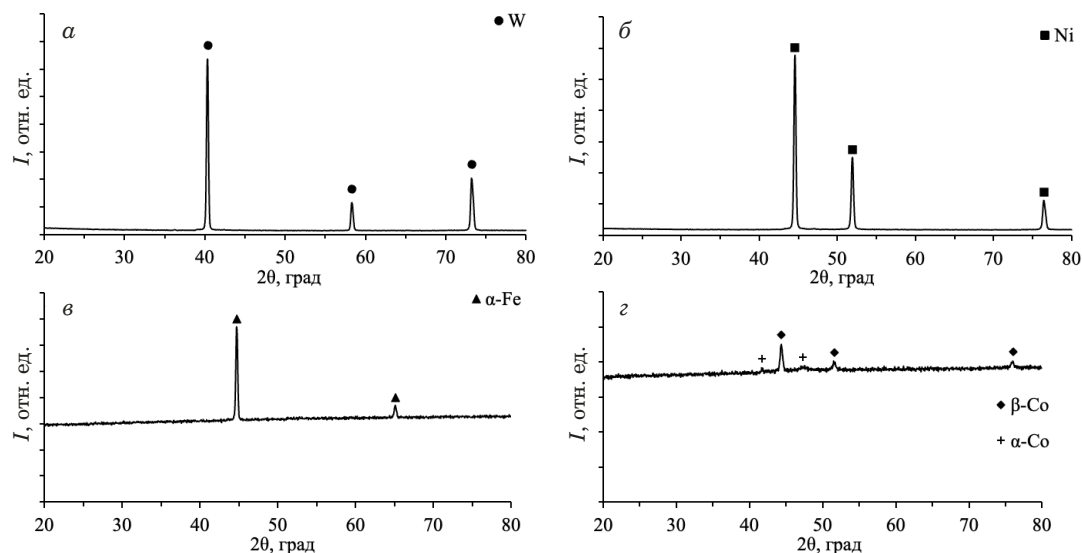 а
● W
I, отн. ед.
20 30 40 50 60 70 80
2θ, град
б
■ Ni
I, отн. ед.
20 30 40 50 60 70 80
2θ, град
в
▲ α-Fe
I, отн. ед.
20 30 40 50 60 70 80
2θ, град
г
+ +
I, отн. ед.
◆ β-Co
+ α-Co
20 30 40 50 60 70 80
2θ, град